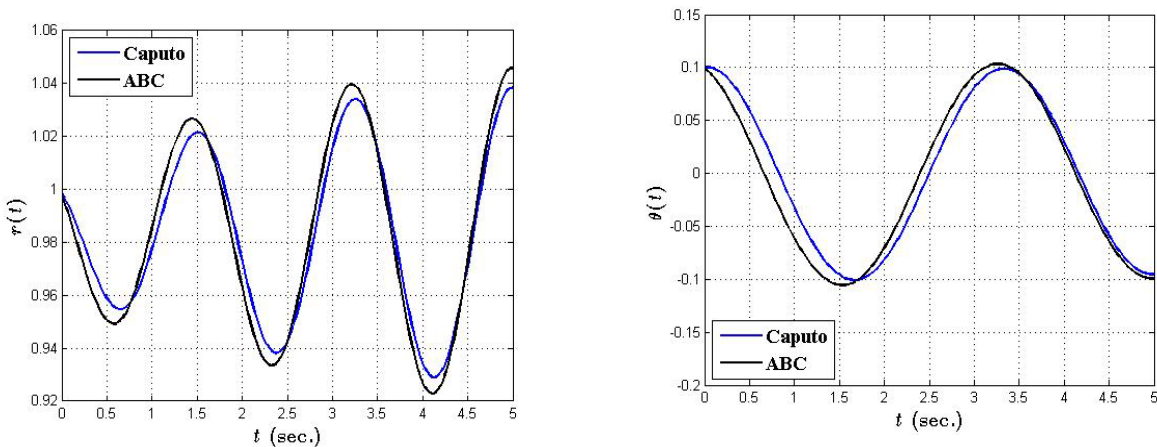 1.06
1.04
1.02
1
0.98
0.96
0.94
0.92
r(t)
Caputo
ABC
0 0.5 1 1.5 2 2.5 3 3.5 4 4.5 5
t (sec.)
0.15
0.1
0.05
0
-0.05
-0.1
-0.15
-0.2
θ(t)
Caputo
ABC
0 0.5 1 1.5 2 2.5 3 3.5 4 4.5 5
t (sec.)